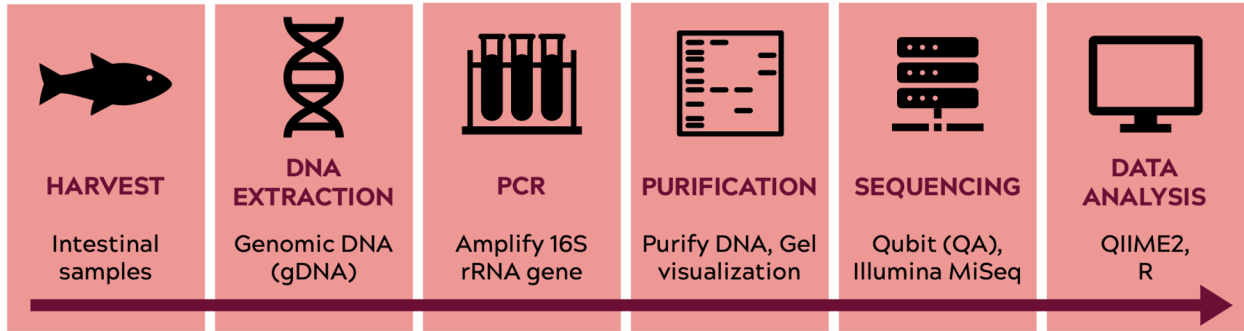 HARVEST
Intestinal
samples
DNA
EXTRACTION
Genomic DNA
(gDNA)
PCR
Amplify 16S
rRNA gene
PURIFICATION
Purify DNA, Gel
visualization
SEQUENCING
Qubit (QA),
Illumina MiSeq
DATA
ANALYSIS
QIIME2,
R